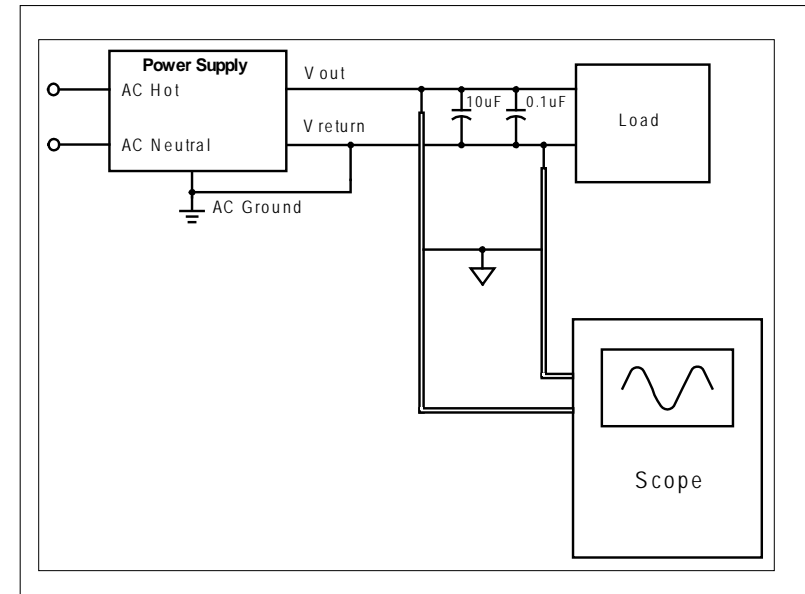 Power Supply
AC Hot
AC Neutral
V out
V return
AC Ground
10uF
0.1uF
Load
Scope